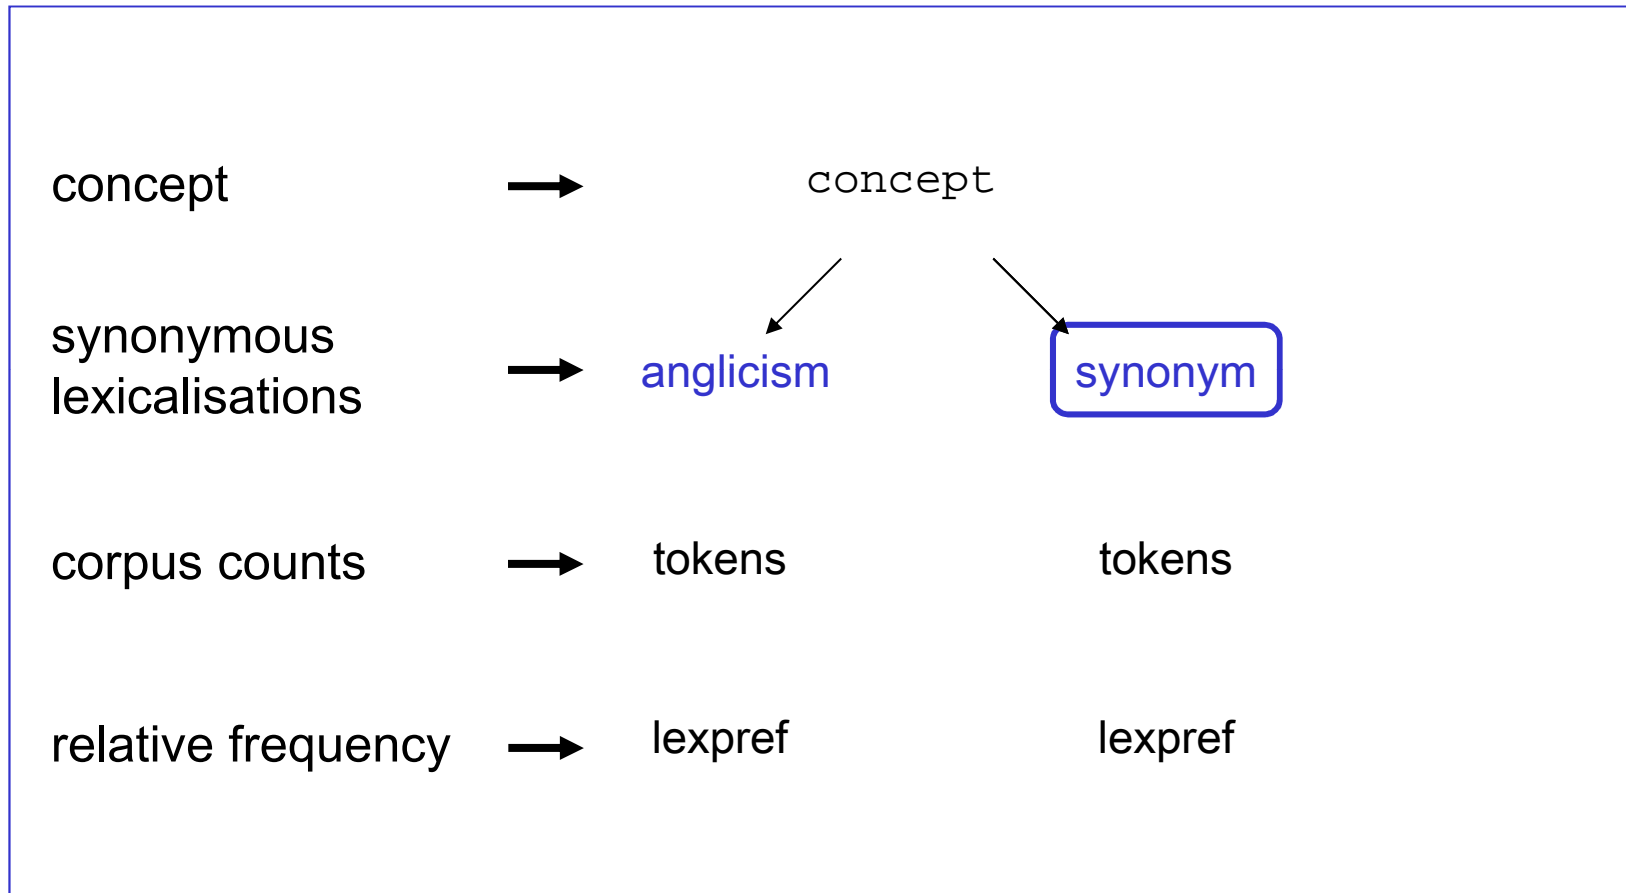 concept
concept
synonymous
lexicalisations
anglicism
synonym
corpus counts
tokens
tokens
relative frequency
lexpref
lexpref